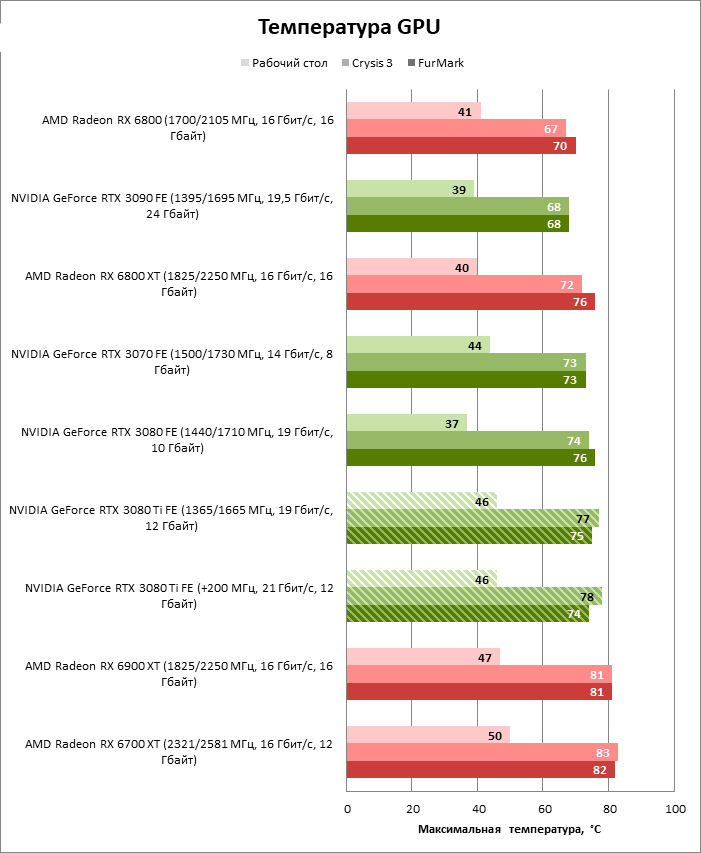 Температура GPU
Рабочий стол Crysis 3 FurMark
AMD Radeon RX 6800 (1700/2105 МГц, 16 Гбит/с, 16
Гбайт)
41
67
70
NVIDIA GeForce RTX 3090 FE (1395/1695 МГц, 19,5 Гбит/с,
24 Гбайт)
39
68
68
AMD Radeon RX 6800 XT (1825/2250 МГц, 16 Гбит/с, 16
Гбайт)
40
72
76
NVIDIA GeForce RTX 3070 FE (1500/1730 МГц, 14 Гбит/с, 8
Гбайт)
44
73
73
NVIDIA GeForce RTX 3080 FE (1440/1710 МГц, 19 Гбит/с,
10 Гбайт)
37
74
76
NVIDIA GeForce RTX 3080 Ti FE (1365/1665 МГц, 19 Гбит/с,
12 Гбайт)
46
77
75
NVIDIA GeForce RTX 3080 Ti FE (+200 МГц, 21 Гбит/с, 12
Гбайт)
46
78
74
AMD Radeon RX 6900 XT (1825/2250 МГц, 16 Гбит/с, 16
Гбайт)
47
81
81
AMD Radeon RX 6700 XT (2321/2581 МГц, 16 Гбит/с, 12
Гбайт)
50
83
82
0 20 40 60 80 100
Максимальная температура, °C